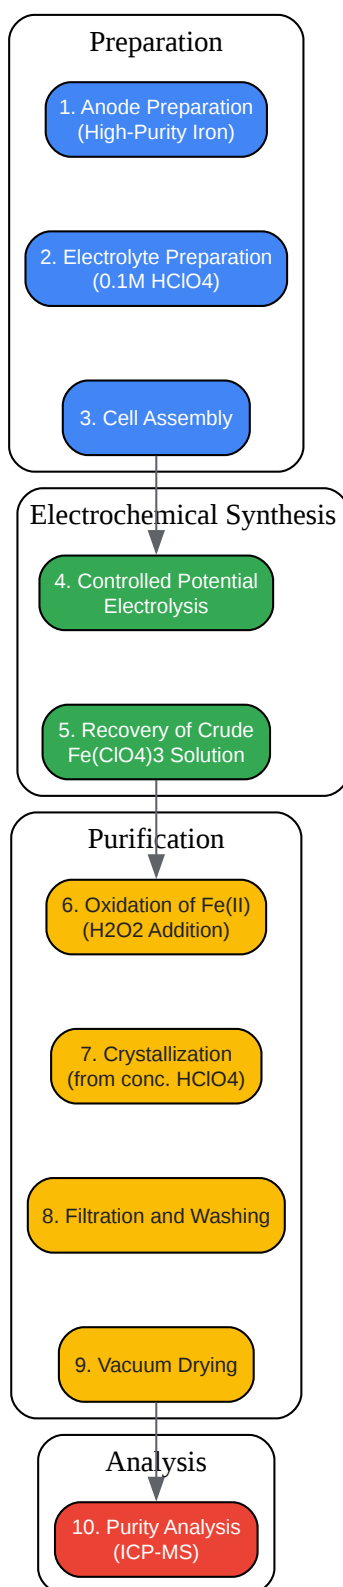 Preparation
1. Anode Preparation
(High-Purity Iron)
2. Electrolyte Preparation
(0.1M HClO4)
3. Cell Assembly
Electrochemical Synthesis
4. Controlled Potential
Electrolysis
5. Recovery of Crude
Fe(ClO4)3 Solution
Purification
6. Oxidation of Fe(II)
(H2O2 Addition)
7. Crystallization
(from conc. HClO4)
8. Filtration and Washing
9. Vacuum Drying
Analysis
10. Purity Analysis
(ICP-MS)